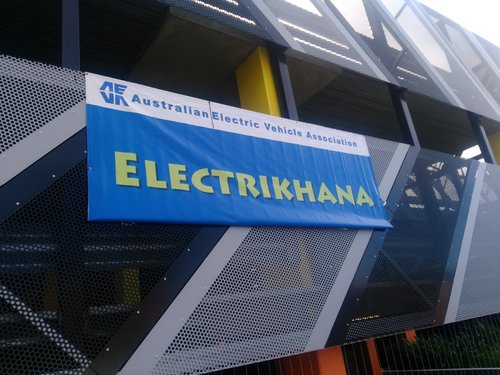 AEVA Australian Electric Vehicle Association
ELECTRIKHANA